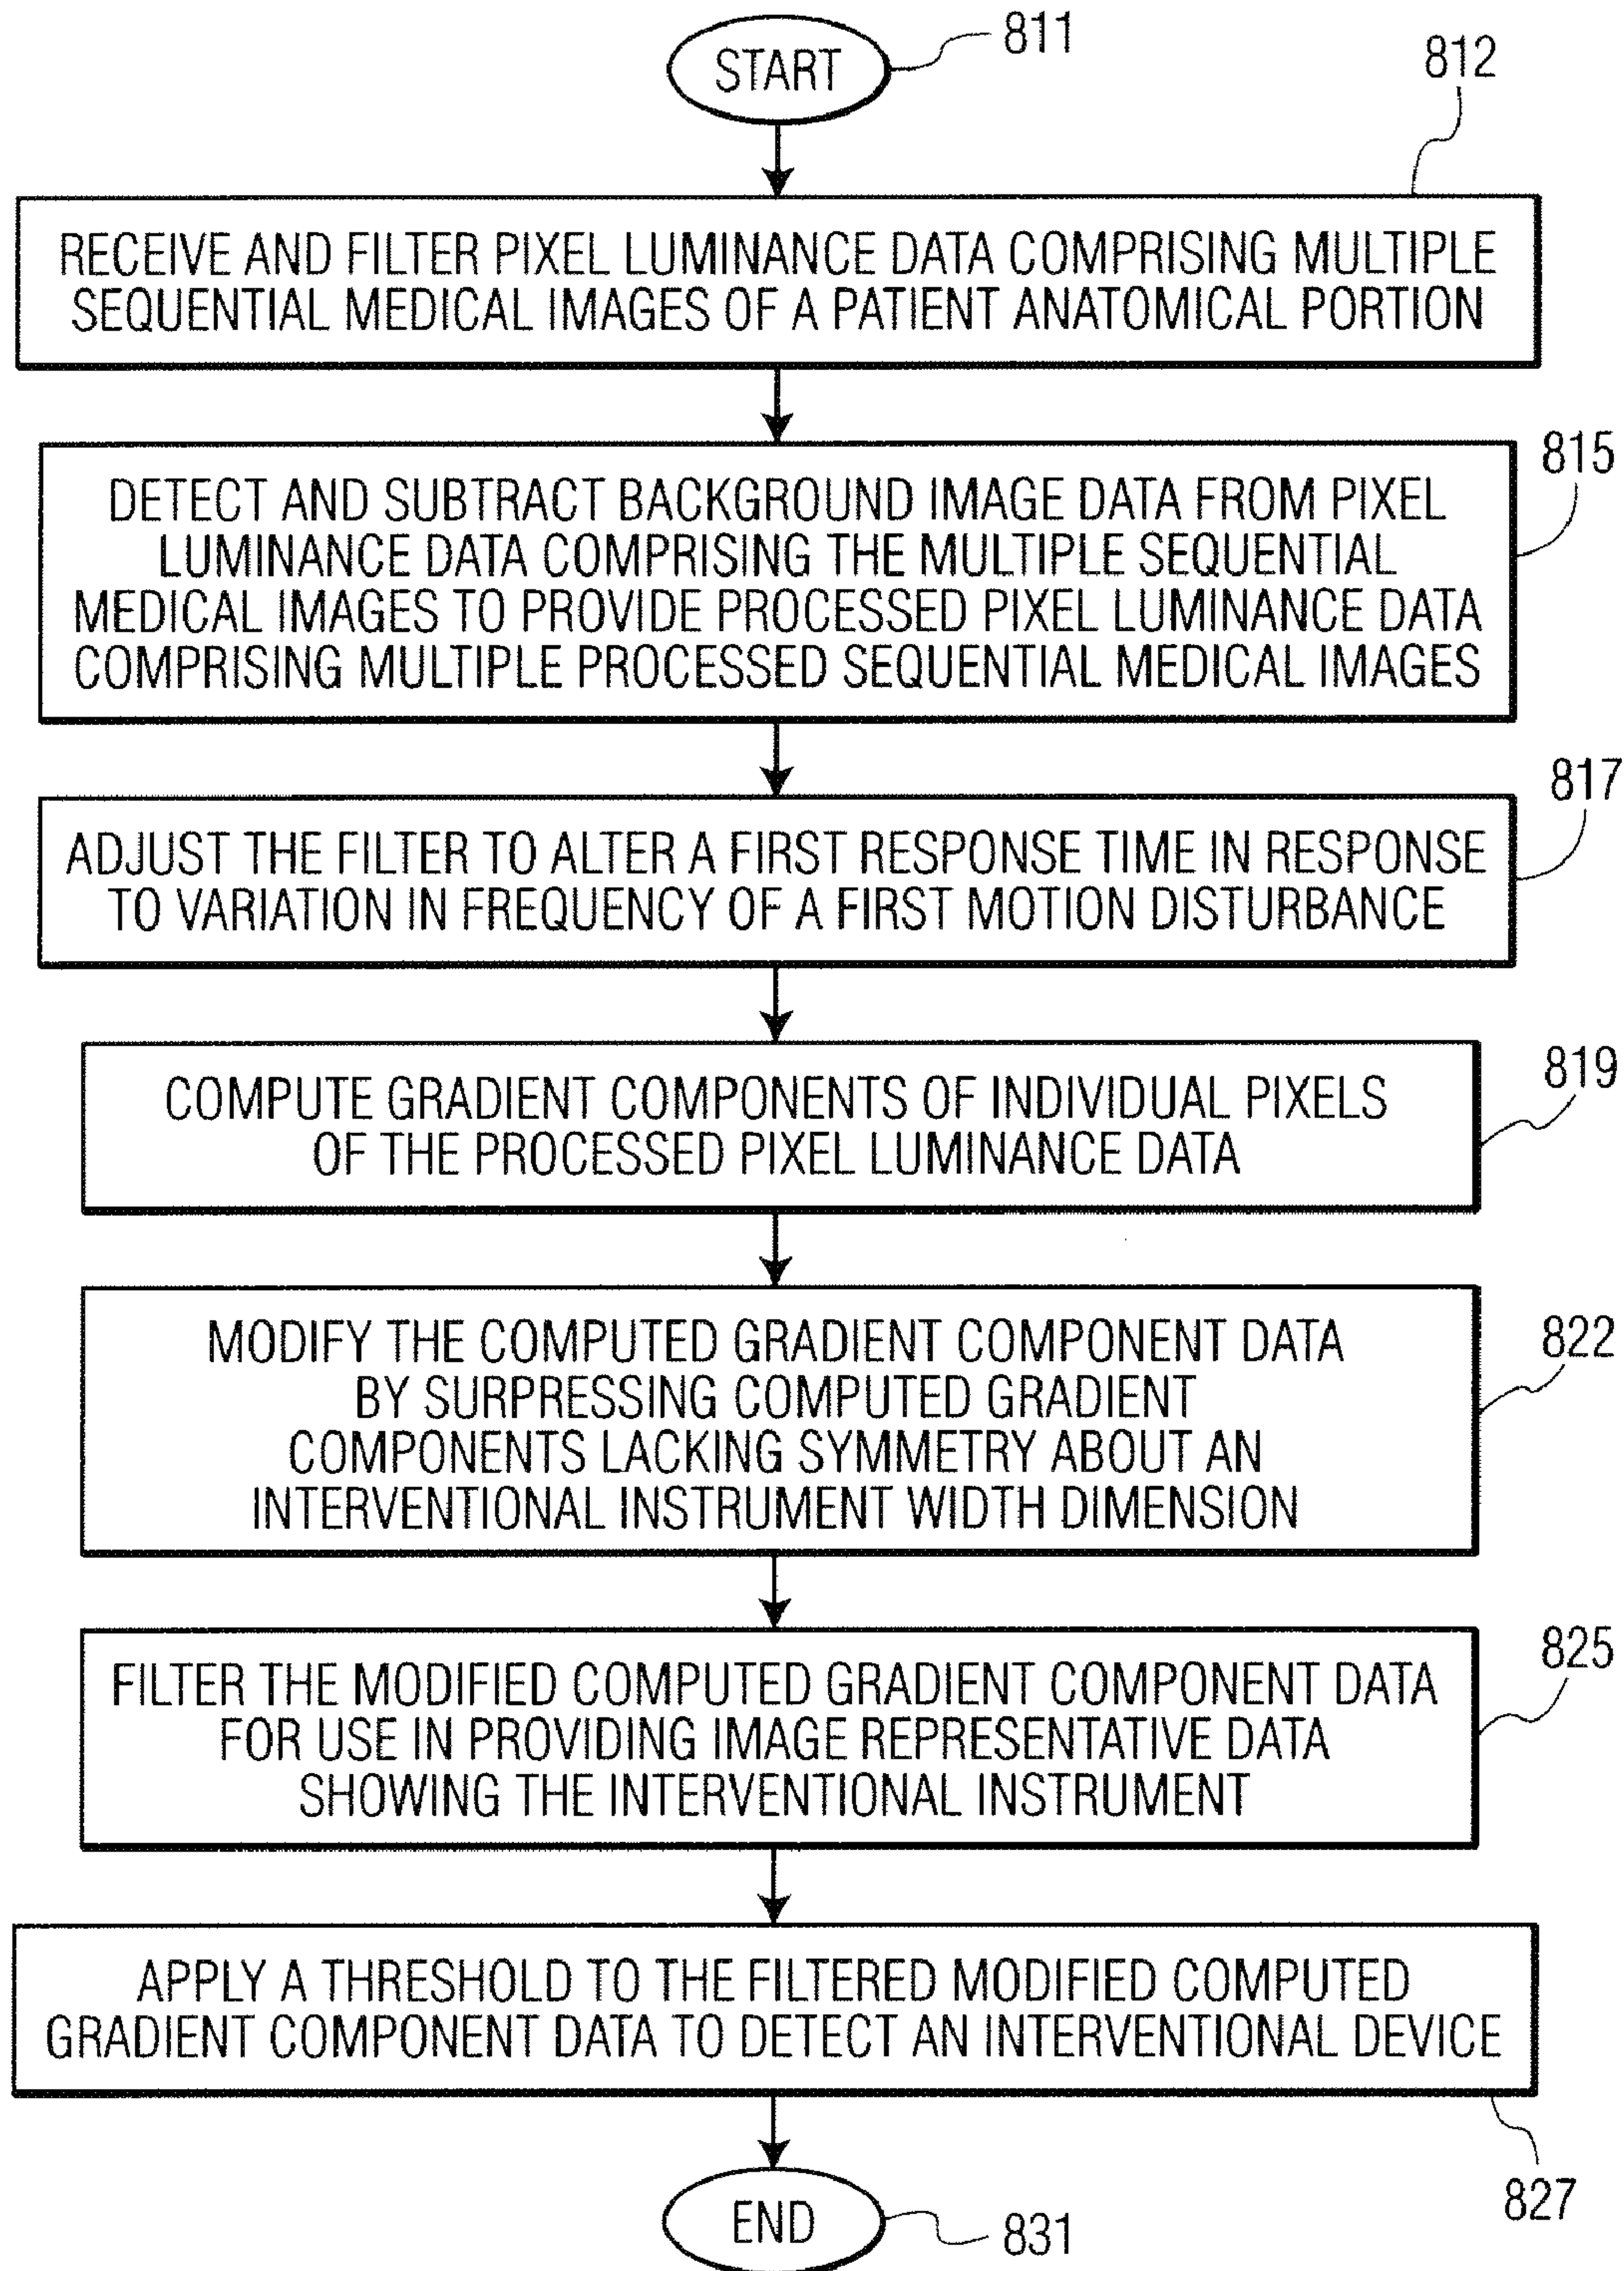 START
811
812
RECEIVE AND FILTER PIXEL LUMINANCE DATA COMPRISING MULTIPLE
SEQUENTIAL MEDICAL IMAGES OF A PATIENT ANATOMICAL PORTION
815
DETECT AND SUBTRACT BACKGROUND IMAGE DATA FROM PIXEL
LUMINANCE DATA COMPRISING THE MULTIPLE SEQUENTIAL
MEDICAL IMAGES TO PROVIDE PROCESSED PIXEL LUMINANCE DATA
COMPRISING MULTIPLE PROCESSED SEQUENTIAL MEDICAL IMAGES
817
ADJUST THE FILTER TO ALTER A FIRST RESPONSE TIME IN RESPONSE
TO VARIATION IN FREQUENCY OF A FIRST MOTION DISTURBANCE
819
COMPUTE GRADIENT COMPONENTS OF INDIVIDUAL PIXELS
OF THE PROCESSED PIXEL LUMINANCE DATA
822
MODIFY THE COMPUTED GRADIENT COMPONENT DATA
BY SURPRESSING COMPUTED GRADIENT
COMPONENTS LACKING SYMMETRY ABOUT AN
INTERVENTIONAL INSTRUMENT WIDTH DIMENSION
825
FILTER THE MODIFIED COMPUTED GRADIENT COMPONENT DATA
FOR USE IN PROVIDING IMAGE REPRESENTATIVE DATA
SHOWING THE INTERVENTIONAL INSTRUMENT
APPLY A THRESHOLD TO THE FILTERED MODIFIED COMPUTED
GRADIENT COMPONENT DATA TO DETECT AN INTERVENTIONAL DEVICE
827
END
831